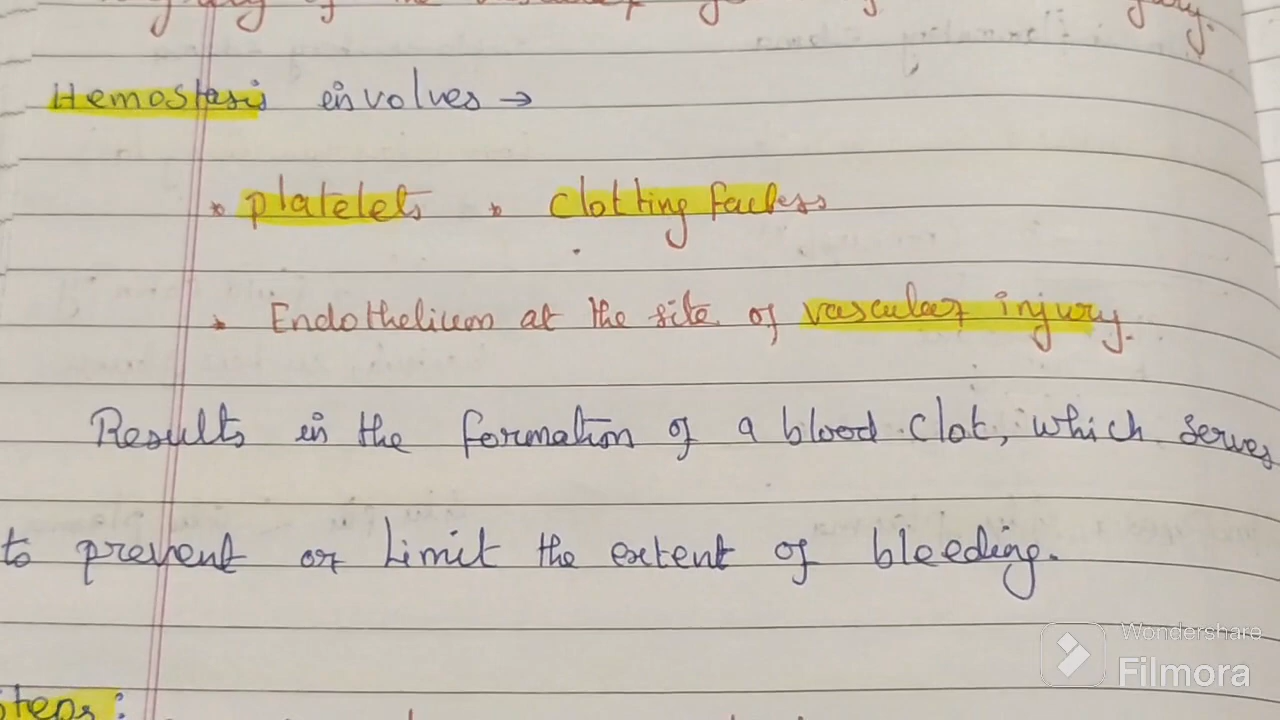 Hemostasis involves →
* platelets * clotting factors
* Endothelium at the site of vascular injury.
Results in the formation of a blood clot, which serves
to prevent or Limit the extent of bleeding.
Steps:
Wondershare
Filmora